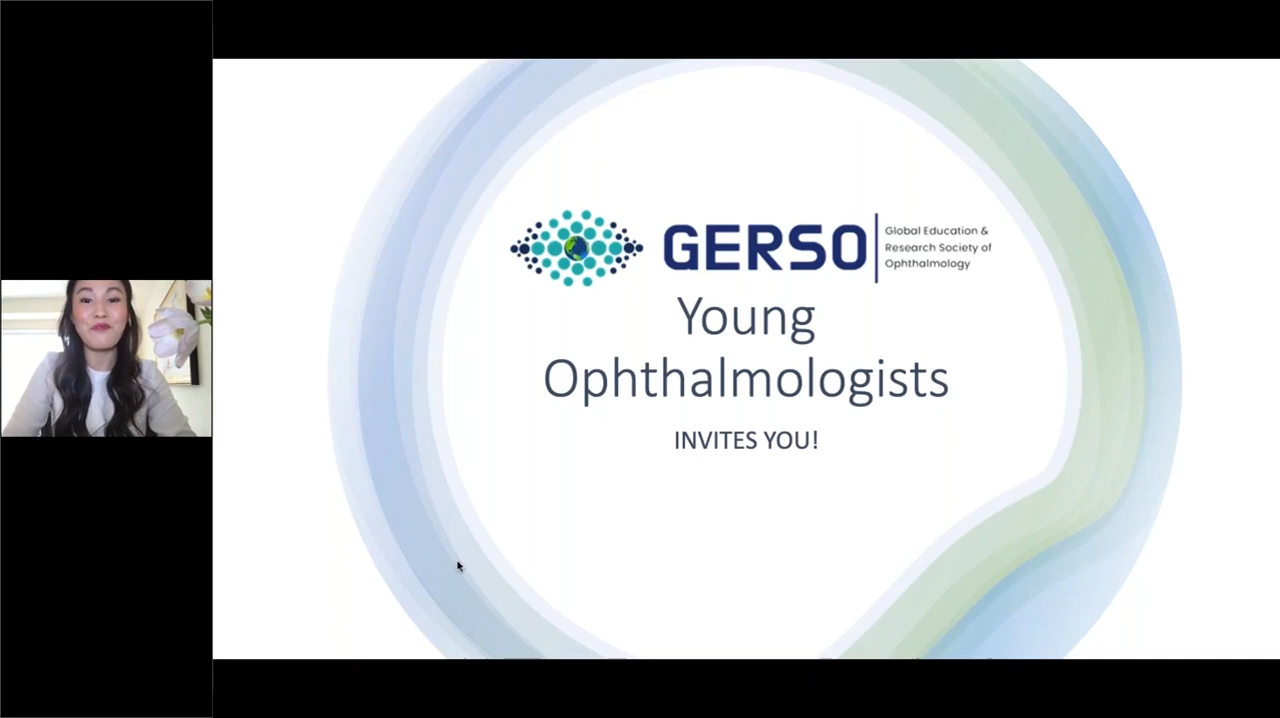 GERSO
Global Education &
Research Society of
Ophthalmology
Young
Ophthalmologists
INVITES YOU!